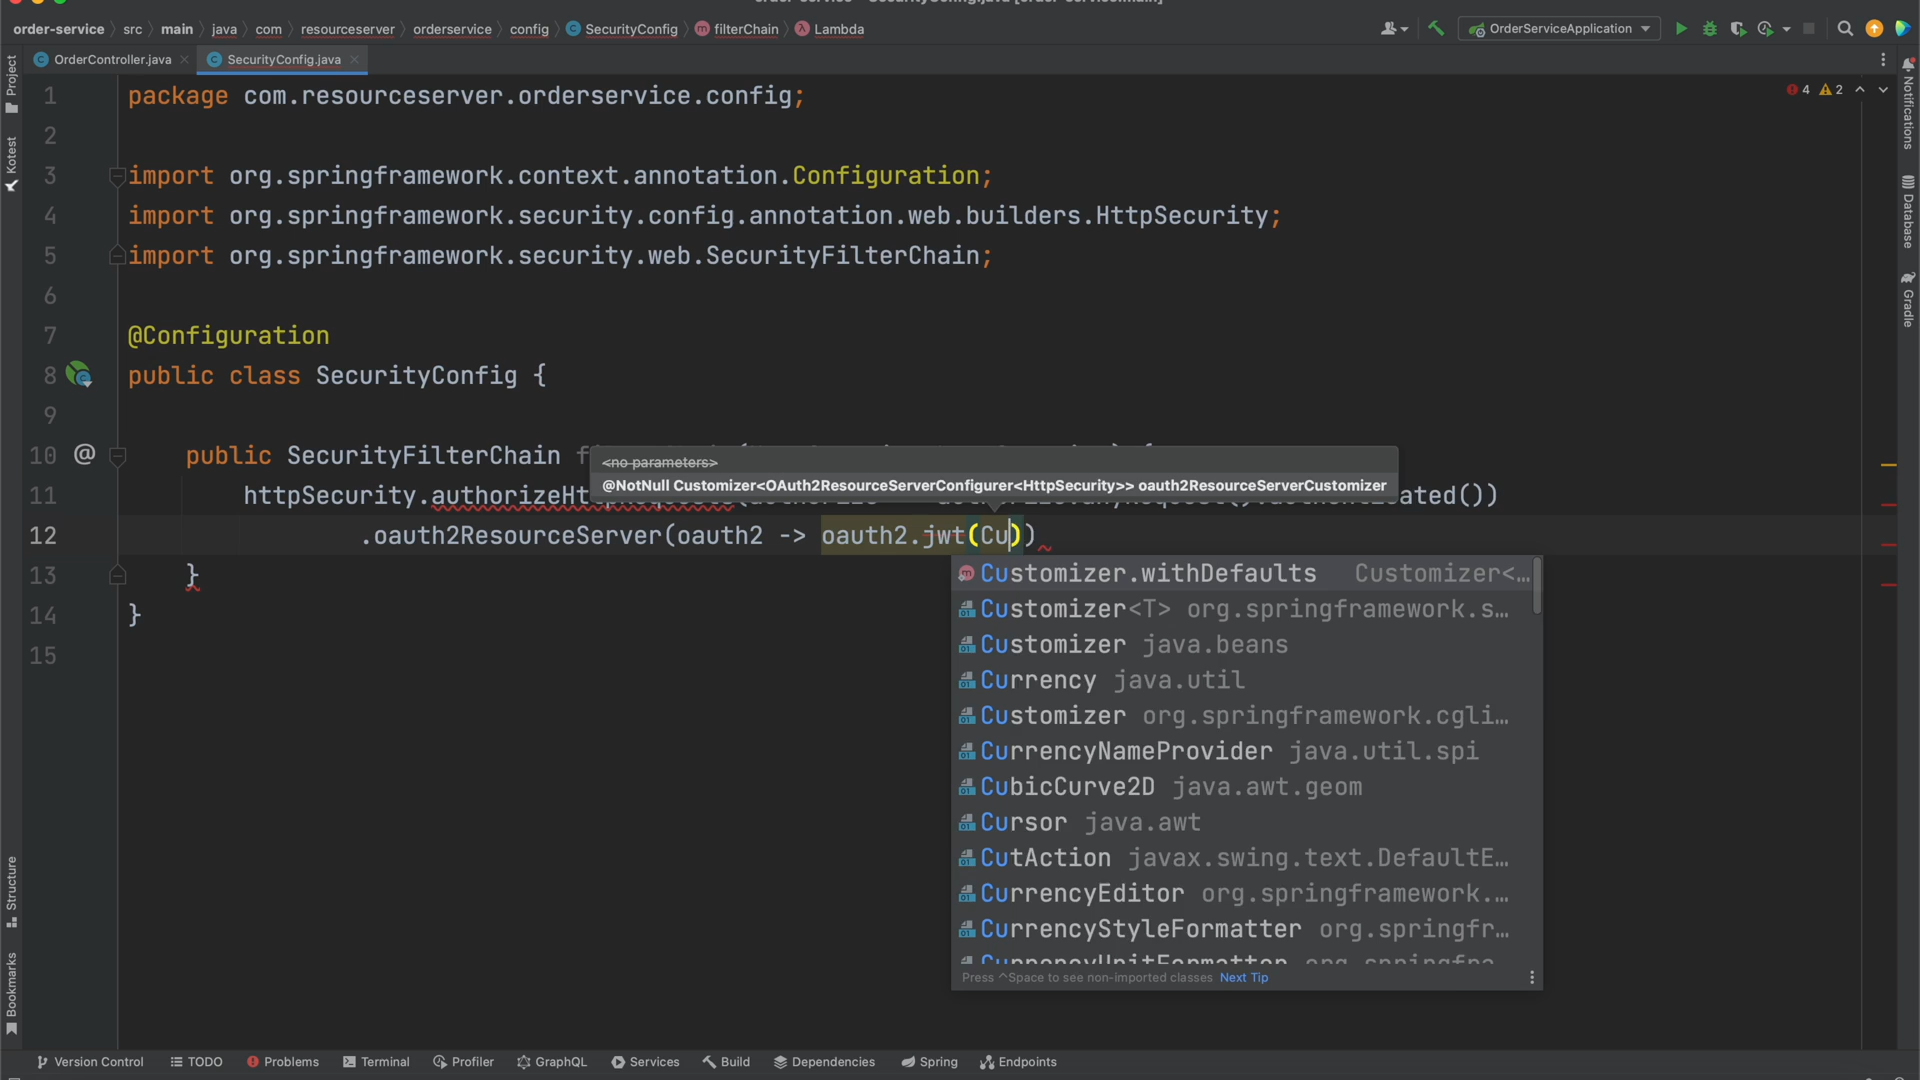 order-service src main java com resourceserver orderservice config SecurityConfig filterChain Lambda
OrderServiceApplication
OrderController.java
SecurityConfig.java
4 2
1 package com.resourceserver.orderservice.config;
2
3 import org.springframework.context.annotation.Configuration;
4 import org.springframework.security.config.annotation.web.builders.HttpSecurity;
5 import org.springframework.security.web.SecurityFilterChain;
6
7 @Configuration
8 public class SecurityConfig {
9
10 @ public SecurityFilterChain
<no parameters>
@NotNull Customizer<OAuth2ResourceServerConfigurer<HttpSecurity>> oauth2ResourceServerCustomizer
11 httpSecurity.
12 .oauth2ResourceServer(oauth2 -> oauth2.jwt(Cu))
13 }
14 }
15
Customizer.withDefaults Customizer<…
Customizer<T> org.springframework.s…
Customizer java.beans
Currency java.util
Customizer org.springframework.cgli…
CurrencyNameProvider java.util.spi
CubicCurve2D java.awt.geom
Cursor java.awt
CutAction javax.swing.text.DefaultE…
CurrencyEditor org.springframework.…
CurrencyStyleFormatter org.springfr…
Press ^Space to see non-imported classes Next Tip
Project
Kotest
Structure
Bookmarks
Notifications
Database
Gradle
Version Control TODO Problems Terminal Profiler GraphQL Services Build Dependencies Spring Endpoints